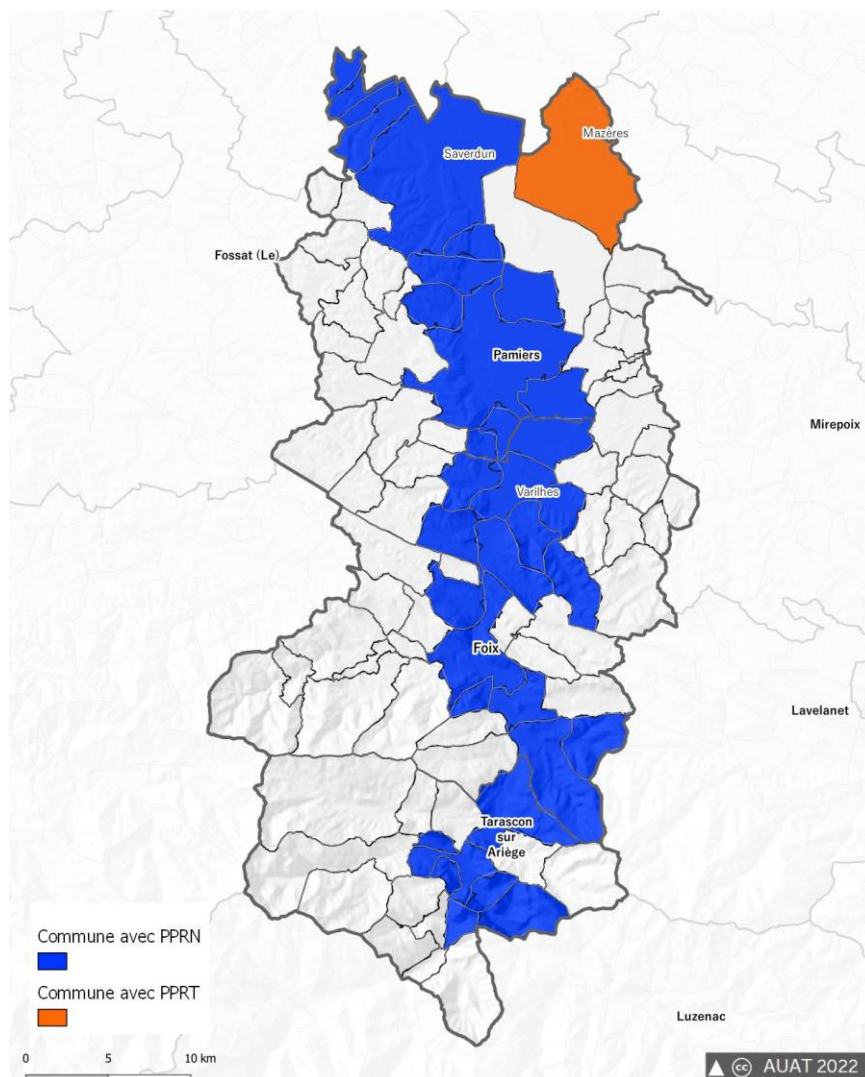 Mazères
Saverdun
Fossat (Le)
Pamiers
Mirepoix
Varilhes
Foix
Lavelanet
Tarascon
sur
Ariège
Commune avec PPRN
Commune avec PPRT
Luzenac
0 5 10 km
cc AUAT 2022